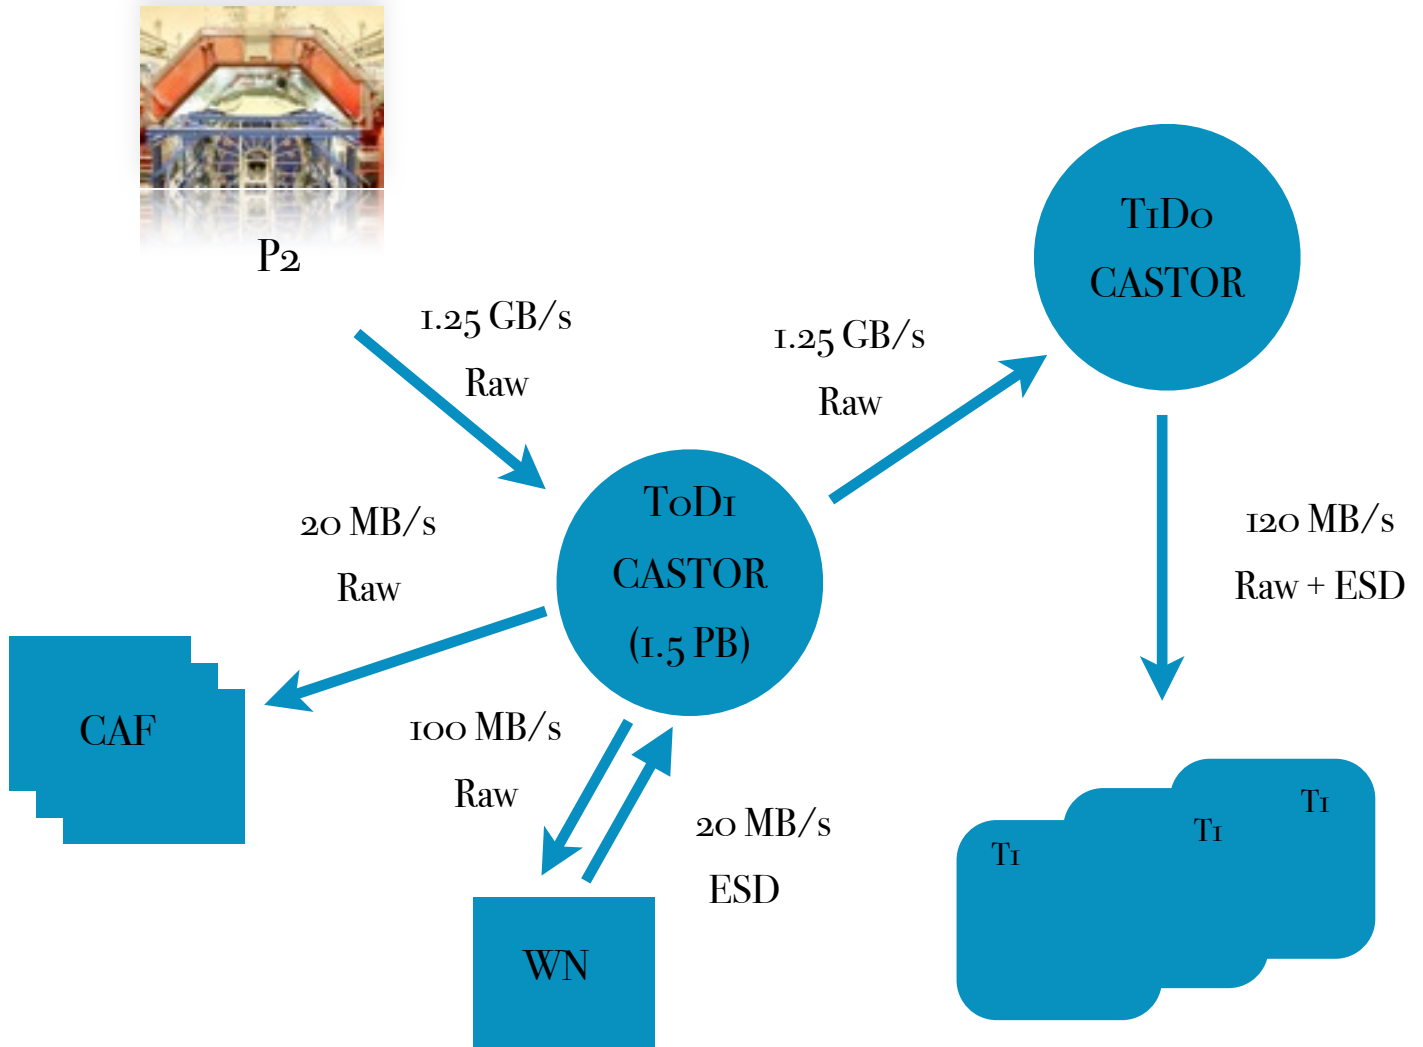 P2
1.25 GB/s
Raw
1.25 GB/s
Raw
T1D0
CASTOR
20 MB/s
Raw
T0D1
CASTOR
(1.5 PB)
120 MB/s
Raw + ESD
CAF
100 MB/s
Raw
20 MB/s
ESD
WN
T1
T1
T1